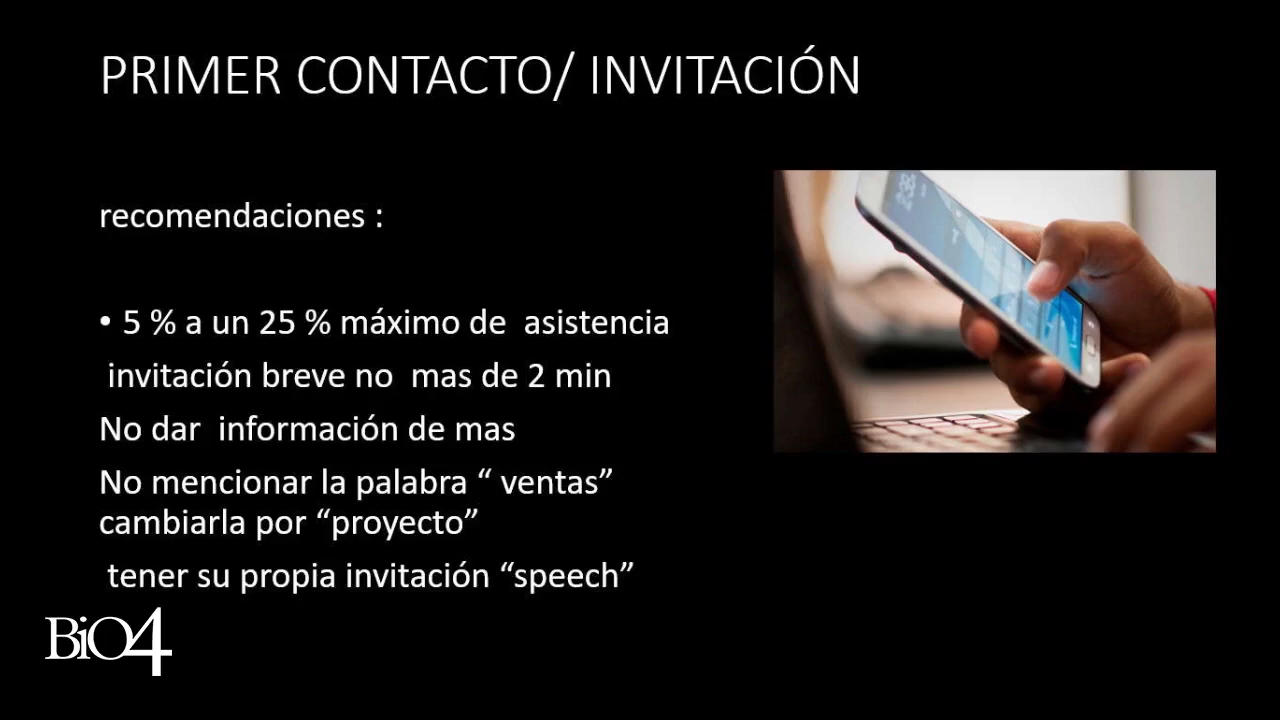 PRIMER CONTACTO/ INVITACIÓN
recomendaciones :
• 5 % a un 25 % máximo de  asistencia
invitación breve no  mas de 2 min
No dar  información de mas
No mencionar la palabra “ ventas”
cambiarla por “proyecto”
tener su propia invitación “speech”
BiO4